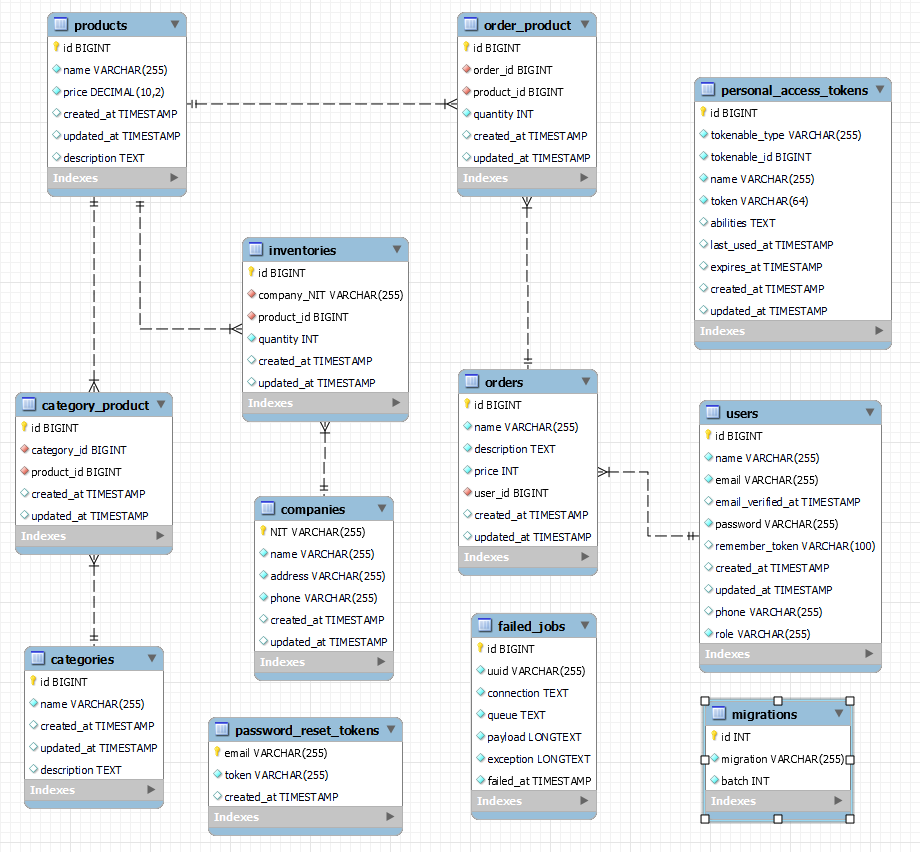 products
id BIGINT
name VARCHAR(255)
price DECIMAL(10,2)
created_at TIMESTAMP
updated_at TIMESTAMP
description TEXT
Indexes
order_product
id BIGINT
order_id BIGINT
product_id BIGINT
quantity INT
created_at TIMESTAMP
updated_at TIMESTAMP
Indexes
personal_access_tokens
id BIGINT
tokenable_type VARCHAR(255)
tokenable_id BIGINT
name VARCHAR(255)
token VARCHAR(64)
abilities TEXT
last_used_at TIMESTAMP
expires_at TIMESTAMP
created_at TIMESTAMP
updated_at TIMESTAMP
Indexes
inventories
id BIGINT
company_NIT VARCHAR(255)
product_id BIGINT
quantity INT
created_at TIMESTAMP
updated_at TIMESTAMP
Indexes
category_product
id BIGINT
category_id BIGINT
product_id BIGINT
created_at TIMESTAMP
updated_at TIMESTAMP
Indexes
orders
id BIGINT
name VARCHAR(255)
description TEXT
price INT
user_id BIGINT
created_at TIMESTAMP
updated_at TIMESTAMP
Indexes
users
id BIGINT
name VARCHAR(255)
email VARCHAR(255)
email_verified_at TIMESTAMP
password VARCHAR(255)
remember_token VARCHAR(100)
created_at TIMESTAMP
updated_at TIMESTAMP
phone VARCHAR(255)
role VARCHAR(255)
Indexes
companies
NIT VARCHAR(255)
name VARCHAR(255)
address VARCHAR(255)
phone VARCHAR(255)
created_at TIMESTAMP
updated_at TIMESTAMP
Indexes
categories
id BIGINT
name VARCHAR(255)
created_at TIMESTAMP
updated_at TIMESTAMP
description TEXT
Indexes
password_reset_tokens
email VARCHAR(255)
token VARCHAR(255)
created_at TIMESTAMP
Indexes
failed_jobs
id BIGINT
uuid VARCHAR(255)
connection TEXT
queue TEXT
payload LONGTEXT
exception LONGTEXT
failed_at TIMESTAMP
Indexes
migrations
id INT
migration VARCHAR(255)
batch INT
Indexes